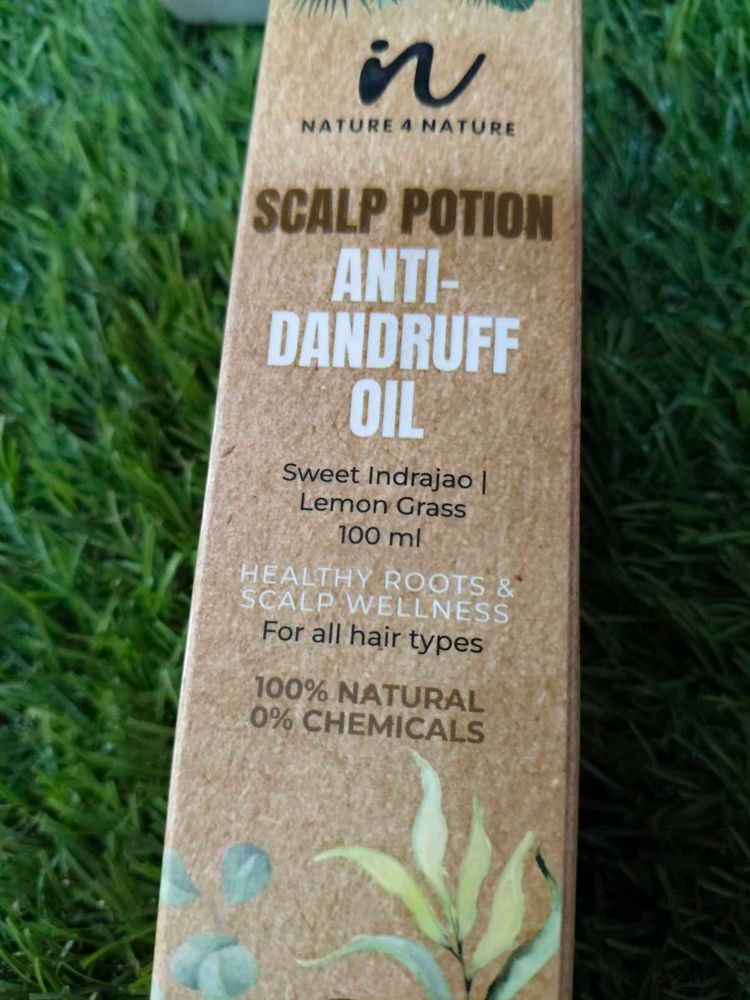 in
NATURE 4 NATURE
SCALP POTION
ANTI-
DANDRUFF
OIL
Sweet Indrajao |
Lemon Grass
100 ml
HEALTHY ROOTS &
SCALP WELLNESS
For all hair types
100% NATURAL
0% CHEMICALS